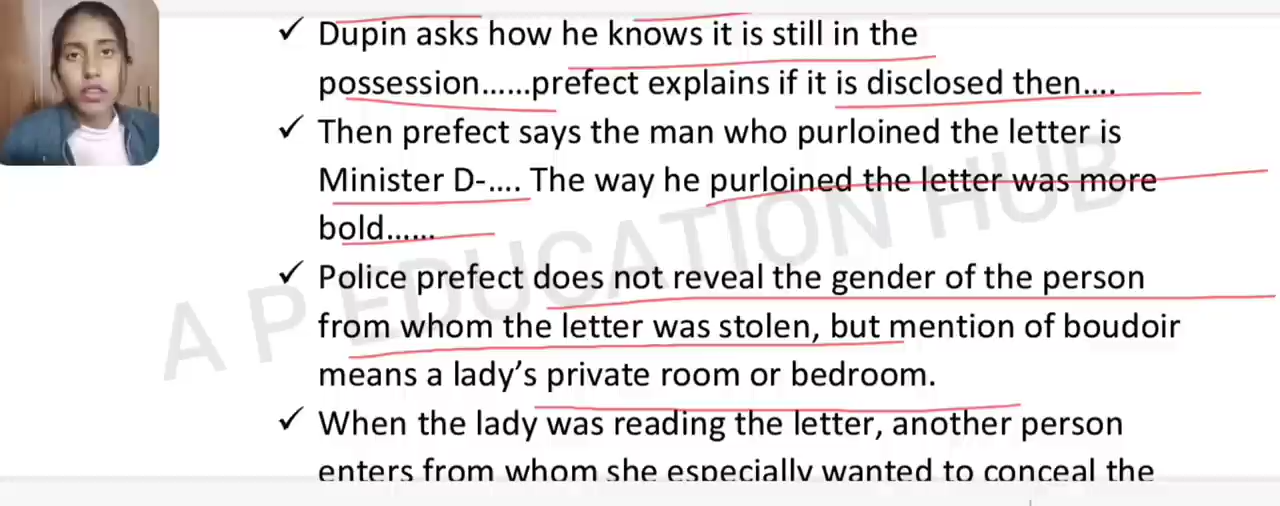 Dupin asks how he knows it is still in the
possession......prefect explains if it is disclosed then....
Then prefect says the man who purloined the letter is
Minister D-.... The way he purloined the letter was more
bold......
Police prefect does not reveal the gender of the person
from whom the letter was stolen, but mention of boudoir
means a lady's private room or bedroom.
When the lady was reading the letter, another person
enters from whom she especially wanted to conceal the
A P EDUCATION HUB